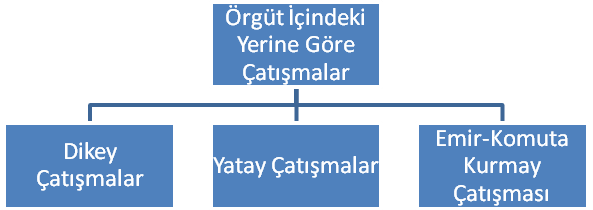 Örgüt İçindeki
Yerine Göre
Çatışmalar
Dikey
Çatışmalar
Yatay Çatışmalar
Emir-Komuta
Kurmay
Çatışması